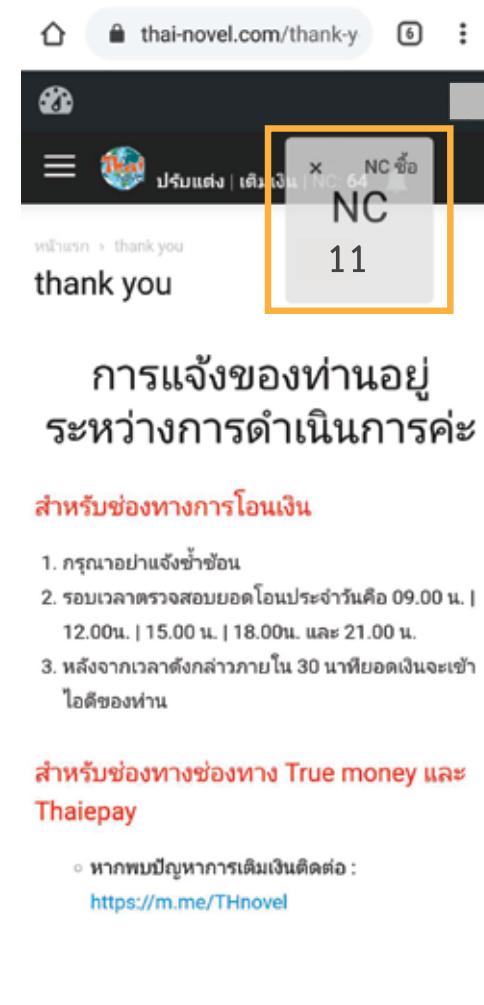 thai-novel.com/thank-y
6
Thai
ปรับแต่ง | เติมเงิน | NC: 64
× NC ซื้อ
NC
11
หน้าแรก › thank you
thank you
การแจ้งของท่านอยู่
ระหว่างการดำเนินการค่ะ
สำหรับช่องทางการโอนเงิน
1. กรุณาอย่าแจ้งซ้ำซ้อน
2. รอบเวลาตรวจสอบยอดโอนประจำวันคือ 09.00 น. |
12.00น. | 15.00 น. | 18.00น. และ 21.00 น.
3. หลังจากเวลาดังกล่าวภายใน 30 นาทียอดเงินจะเข้า
ไอดีของท่าน
สำหรับช่องทางช่องทาง True money และ
Thaiepay
หากพบปัญหาการเติมเงินติดต่อ :
https://m.me/THnovel